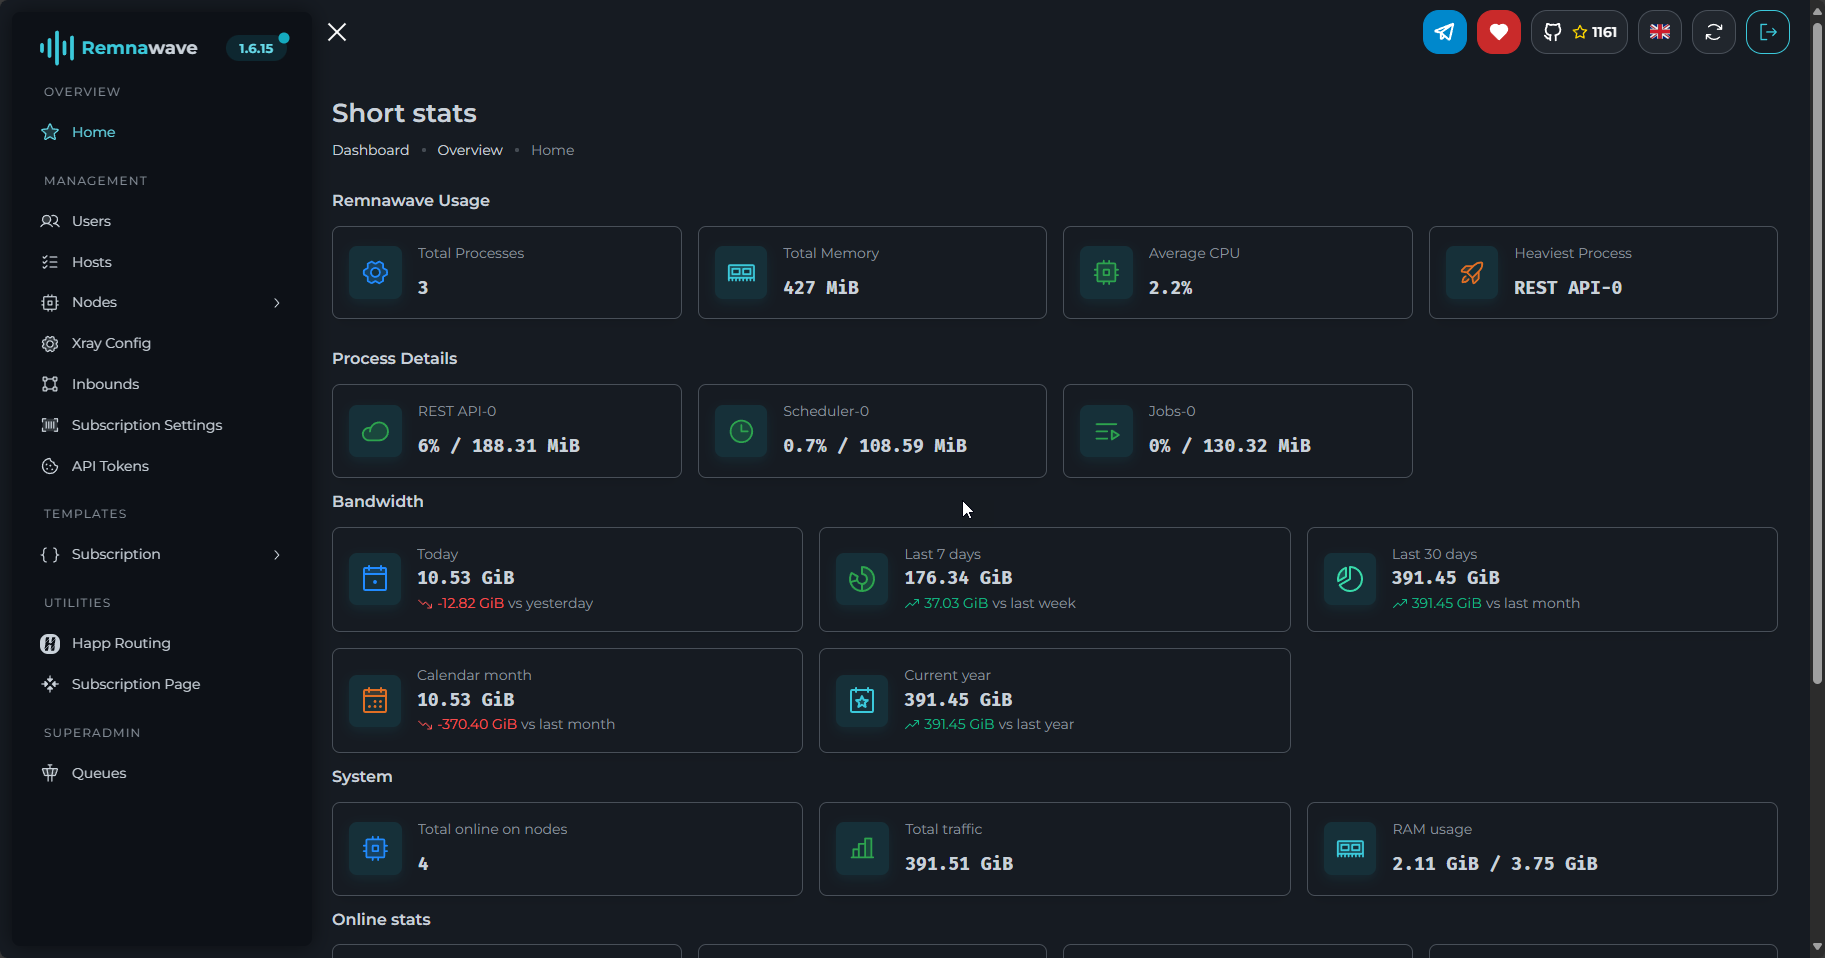 Remnawave 1.6.15
OVERVIEW
Home
MANAGEMENT
Users
Hosts
Nodes
Xray Config
Inbounds
Subscription Settings
API Tokens
TEMPLATES
Subscription
UTILITIES
Happ Routing
Subscription Page
SUPERADMIN
Queues
1161
Short stats
Dashboard • Overview • Home
Remnawave Usage
Total Processes
3
Total Memory
427 MiB
Average CPU
2.2%
Heaviest Process
REST API-0
Process Details
REST API-0
6% / 188.31 MiB
Scheduler-0
0.7% / 108.59 MiB
Jobs-0
0% / 130.32 MiB
Bandwidth
Today
10.53 GiB
-12.82 GiB vs yesterday
Last 7 days
176.34 GiB
37.03 GiB vs last week
Last 30 days
391.45 GiB
391.45 GiB vs last month
Calendar month
10.53 GiB
-370.40 GiB vs last month
Current year
391.45 GiB
391.45 GiB vs last year
System
Total online on nodes
4
Total traffic
391.51 GiB
RAM usage
2.11 GiB / 3.75 GiB
Online stats